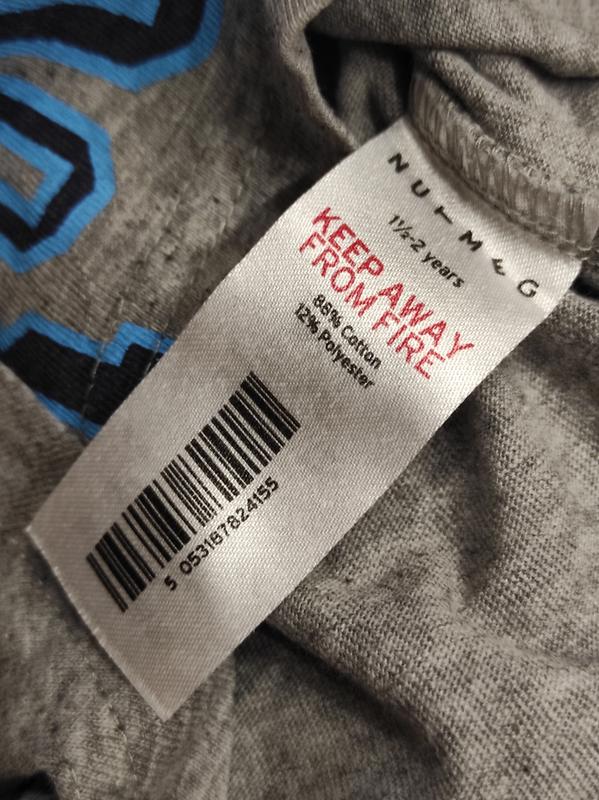 NUTMEG
1½-2 years
KEEP AWAY
FROM FIRE
88% Cotton
12% Polyester
5 053187824155